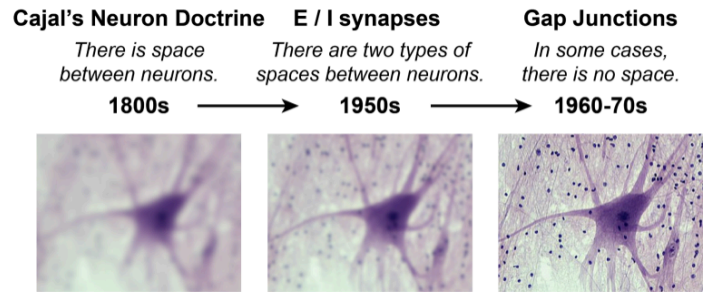 Cajal's Neuron Doctrine
There is space
between neurons.
1800s
E / I synapses
There are two types of
spaces between neurons.
1950s
Gap Junctions
In some cases,
there is no space.
1960-70s